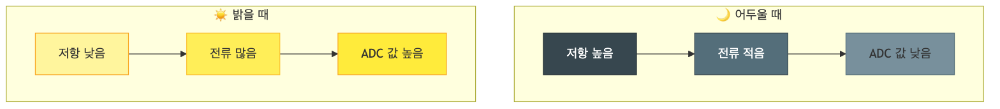 ☀️ 밝을 때
저항 낮음
전류 많음
ADC 값 높음
🌙 어두울 때
저항 높음
전류 적음
ADC 값 낮음